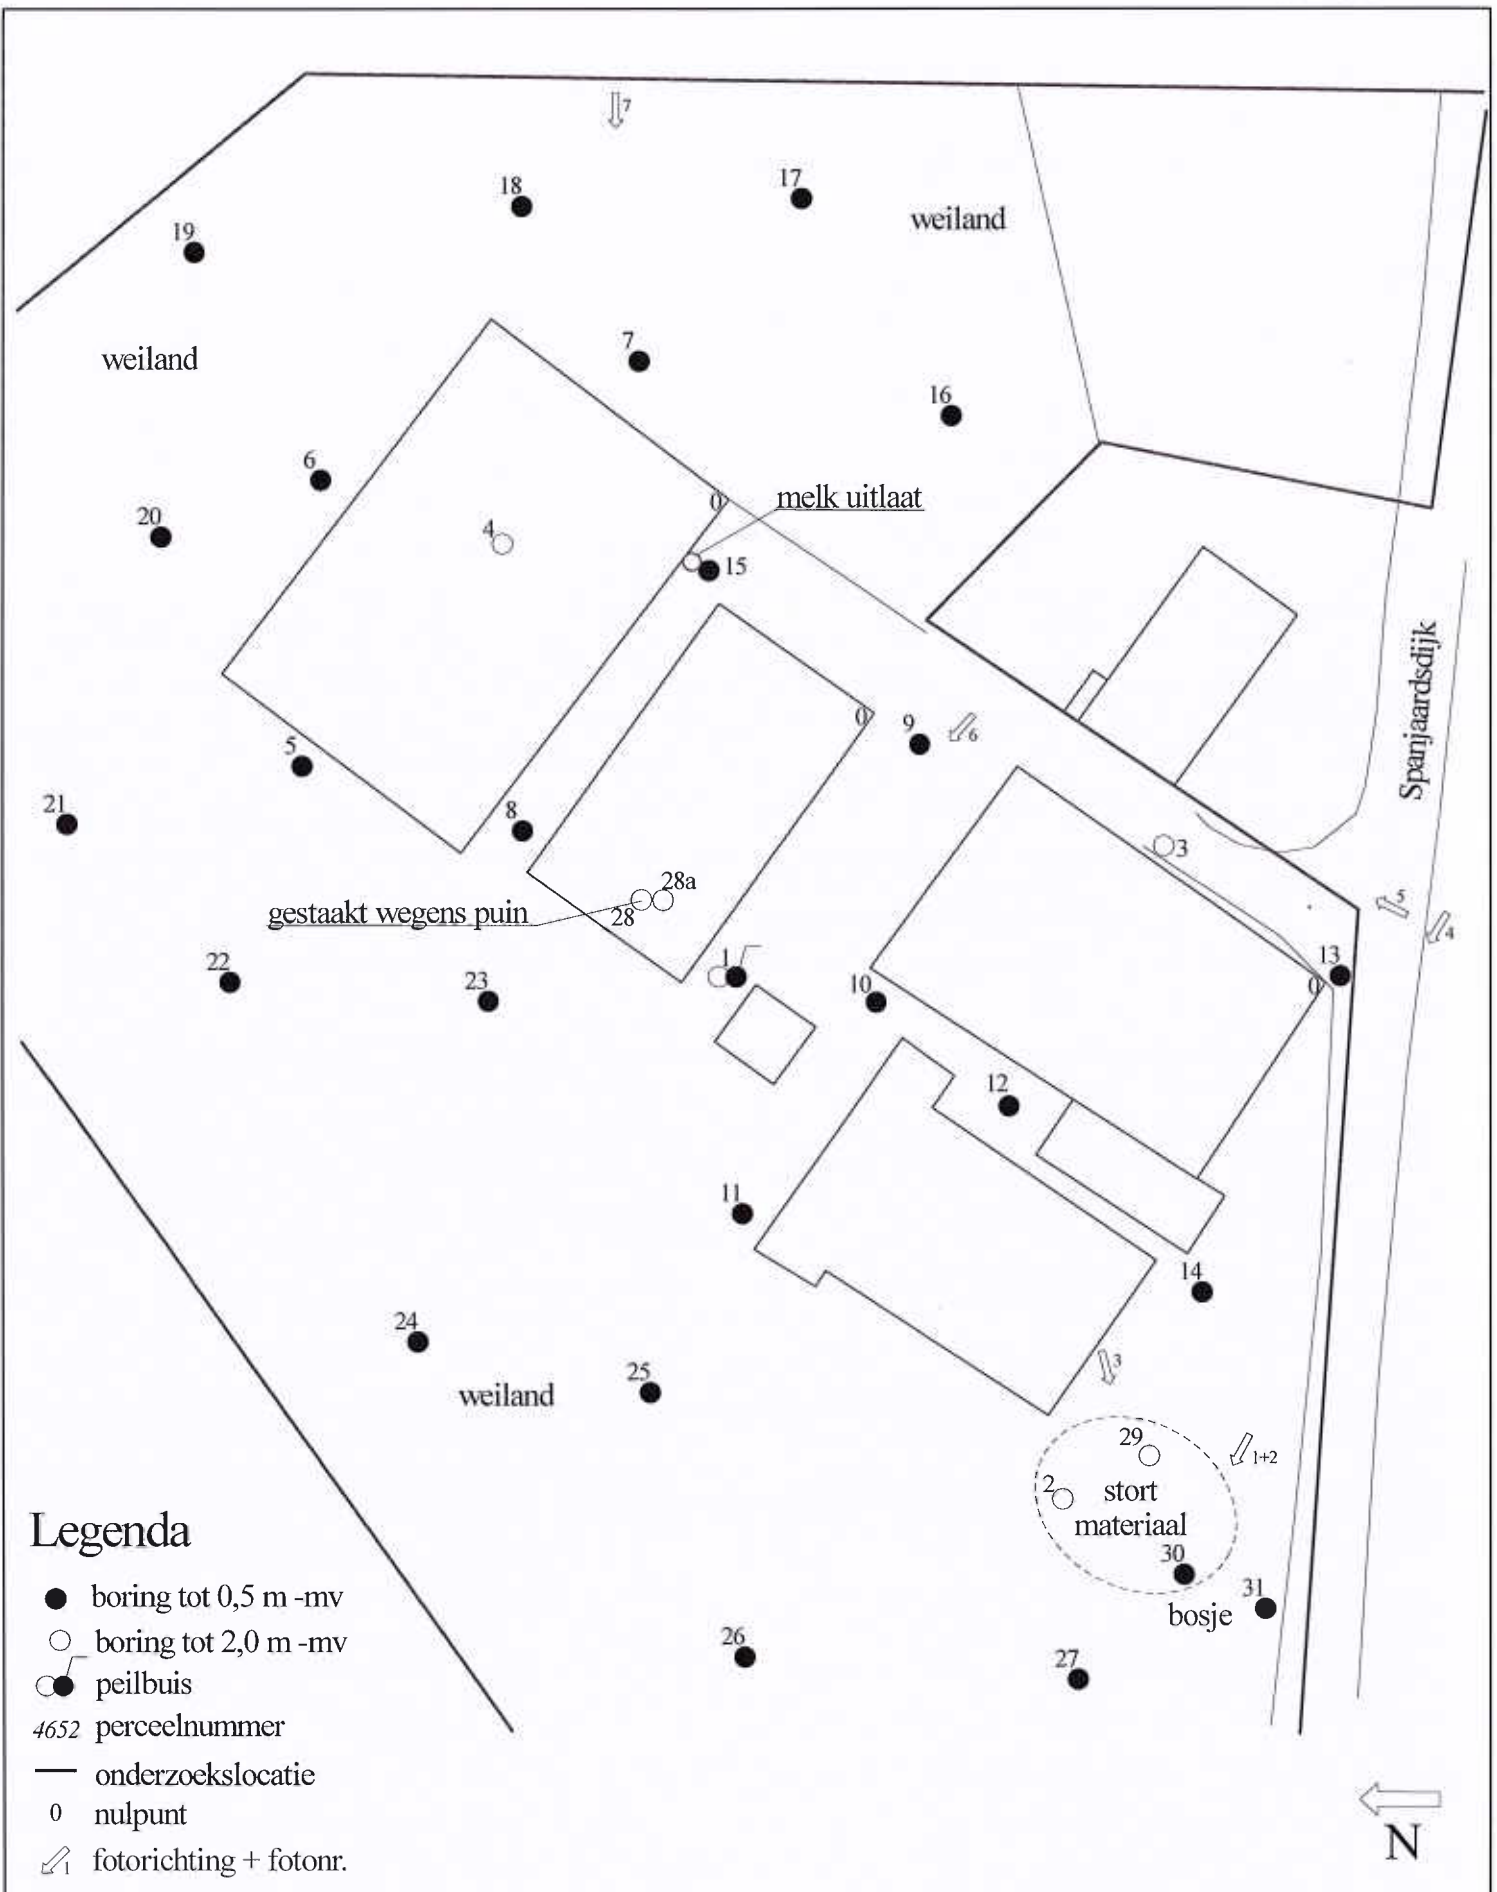 7
18
17
weiland
19
weiland
7
16
6
20
4
0
melk uitlaat
15
Spanjaardsdijk
0
9
6
5
21
8
3
28a
28
gestaakt wegens puin
5
4
22
23
1
10
13
0
12
11
14
24
25
weiland
3
29
1+2
2
stort
materiaal
30
31
bosje
26
27
Legenda
boring tot 0,5 m -mv
boring tot 2,0 m -mv
peilbuis
4652 perceelnummer
onderzoekslocatie
0 nulpunt
1 fotorichting + fotonr.
N